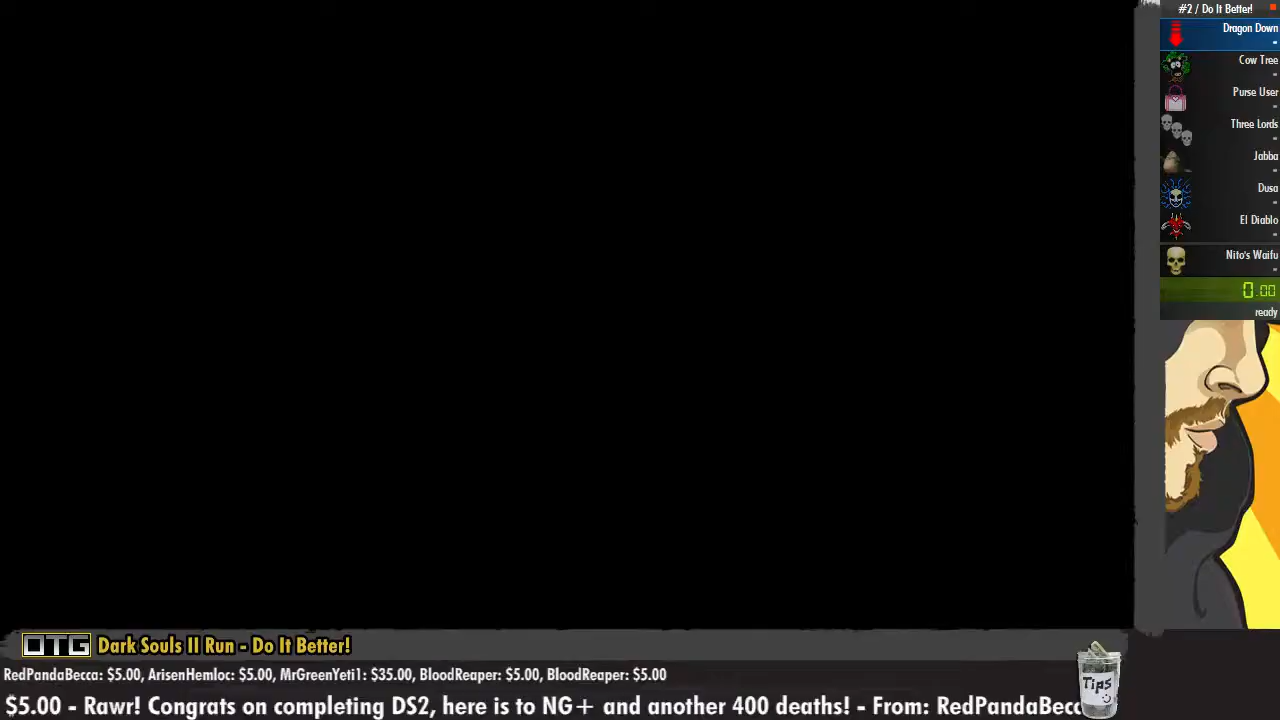 #2 / Do It Better!
Dragon Down
-
Cow Tree
-
Purse User
-
Three Lords
-
Jabba
-
Dusa
-
El Diablo
-
Nito's Waifu
-
0.00
ready
OTG Dark Souls II Run - Do It Better!
RedPandaBecca: $5.00, ArisenHemloc: $5.00, MrGreenYeti1: $35.00, BloodReaper: $5.00, BloodReaper: $5.00
Tips
$5.00 - Rawr! Congrats on completing DS2, here is to NG+ and another 400 deaths! - From: RedPandaBecc